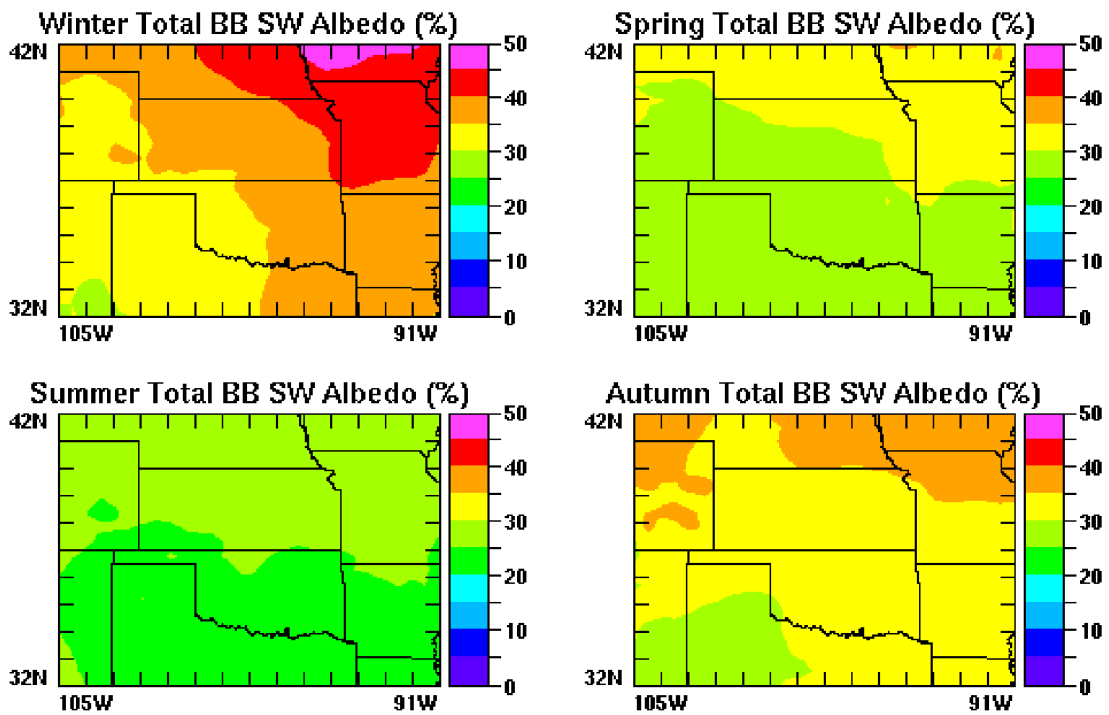 Winter Total BB SW Albedo (%)
42N
32N
105W
91W
50
40
30
20
10
0
Spring Total BB SW Albedo (%)
42N
32N
105W
91W
50
40
30
20
10
0
Summer Total BB SW Albedo (%)
42N
32N
105W
91W
50
40
30
20
10
0
Autumn Total BB SW Albedo (%)
42N
32N
105W
91W
50
40
30
20
10
0